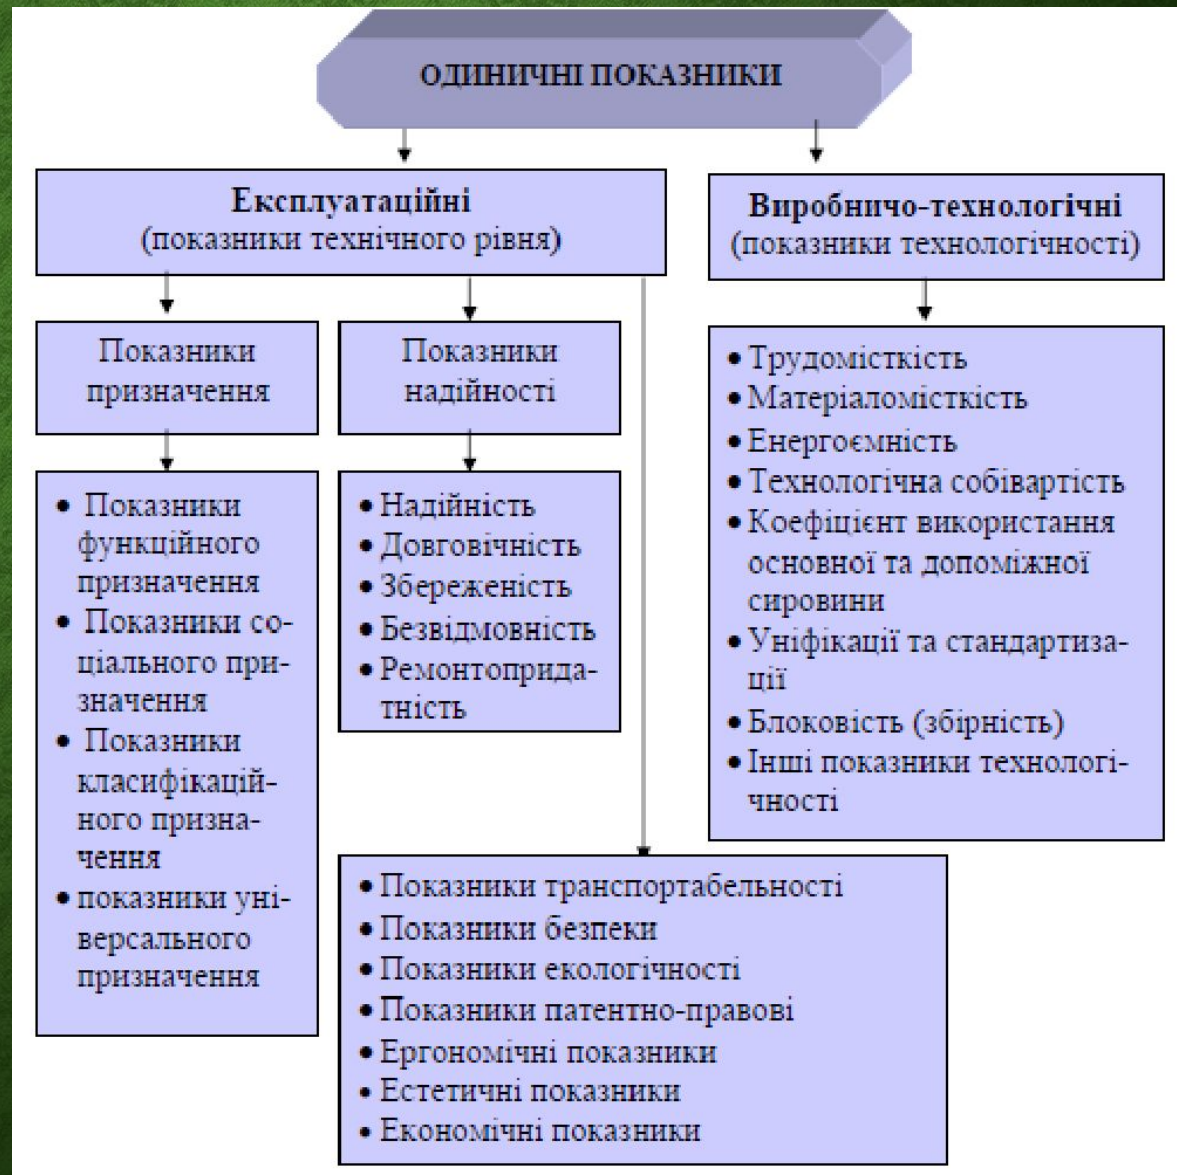 ОДИНИЧНІ ПОКАЗНИКИ
Експлуатаційні
(показники технічного рівня)
Виробничо-технологічні
(показники технологічності)
Показники
призначення
Показники
надійності
• Показники
функційного
призначення
• Показники со-
ціального при-
значення
• Показники
класифікацій-
ного призна-
чення
• показники уні-
версального
призначення
• Надійність
• Довговічність
• Збереженість
• Безвідмовність
• Ремонтоприда-
тність
• Трудомісткість
• Матеріаломісткість
• Енергоємність
• Технологічна собівартість
• Коефіцієнт використання
основної та допоміжної
сировини
• Уніфікації та стандартиза-
ції
• Блоковість (збірність)
• Інші показники технологі-
чності
• Показники транспортабельності
• Показники безпеки
• Показники екологічності
• Показники патентно-правові
• Ергономічні показники
• Естетичні показники
• Економічні показники